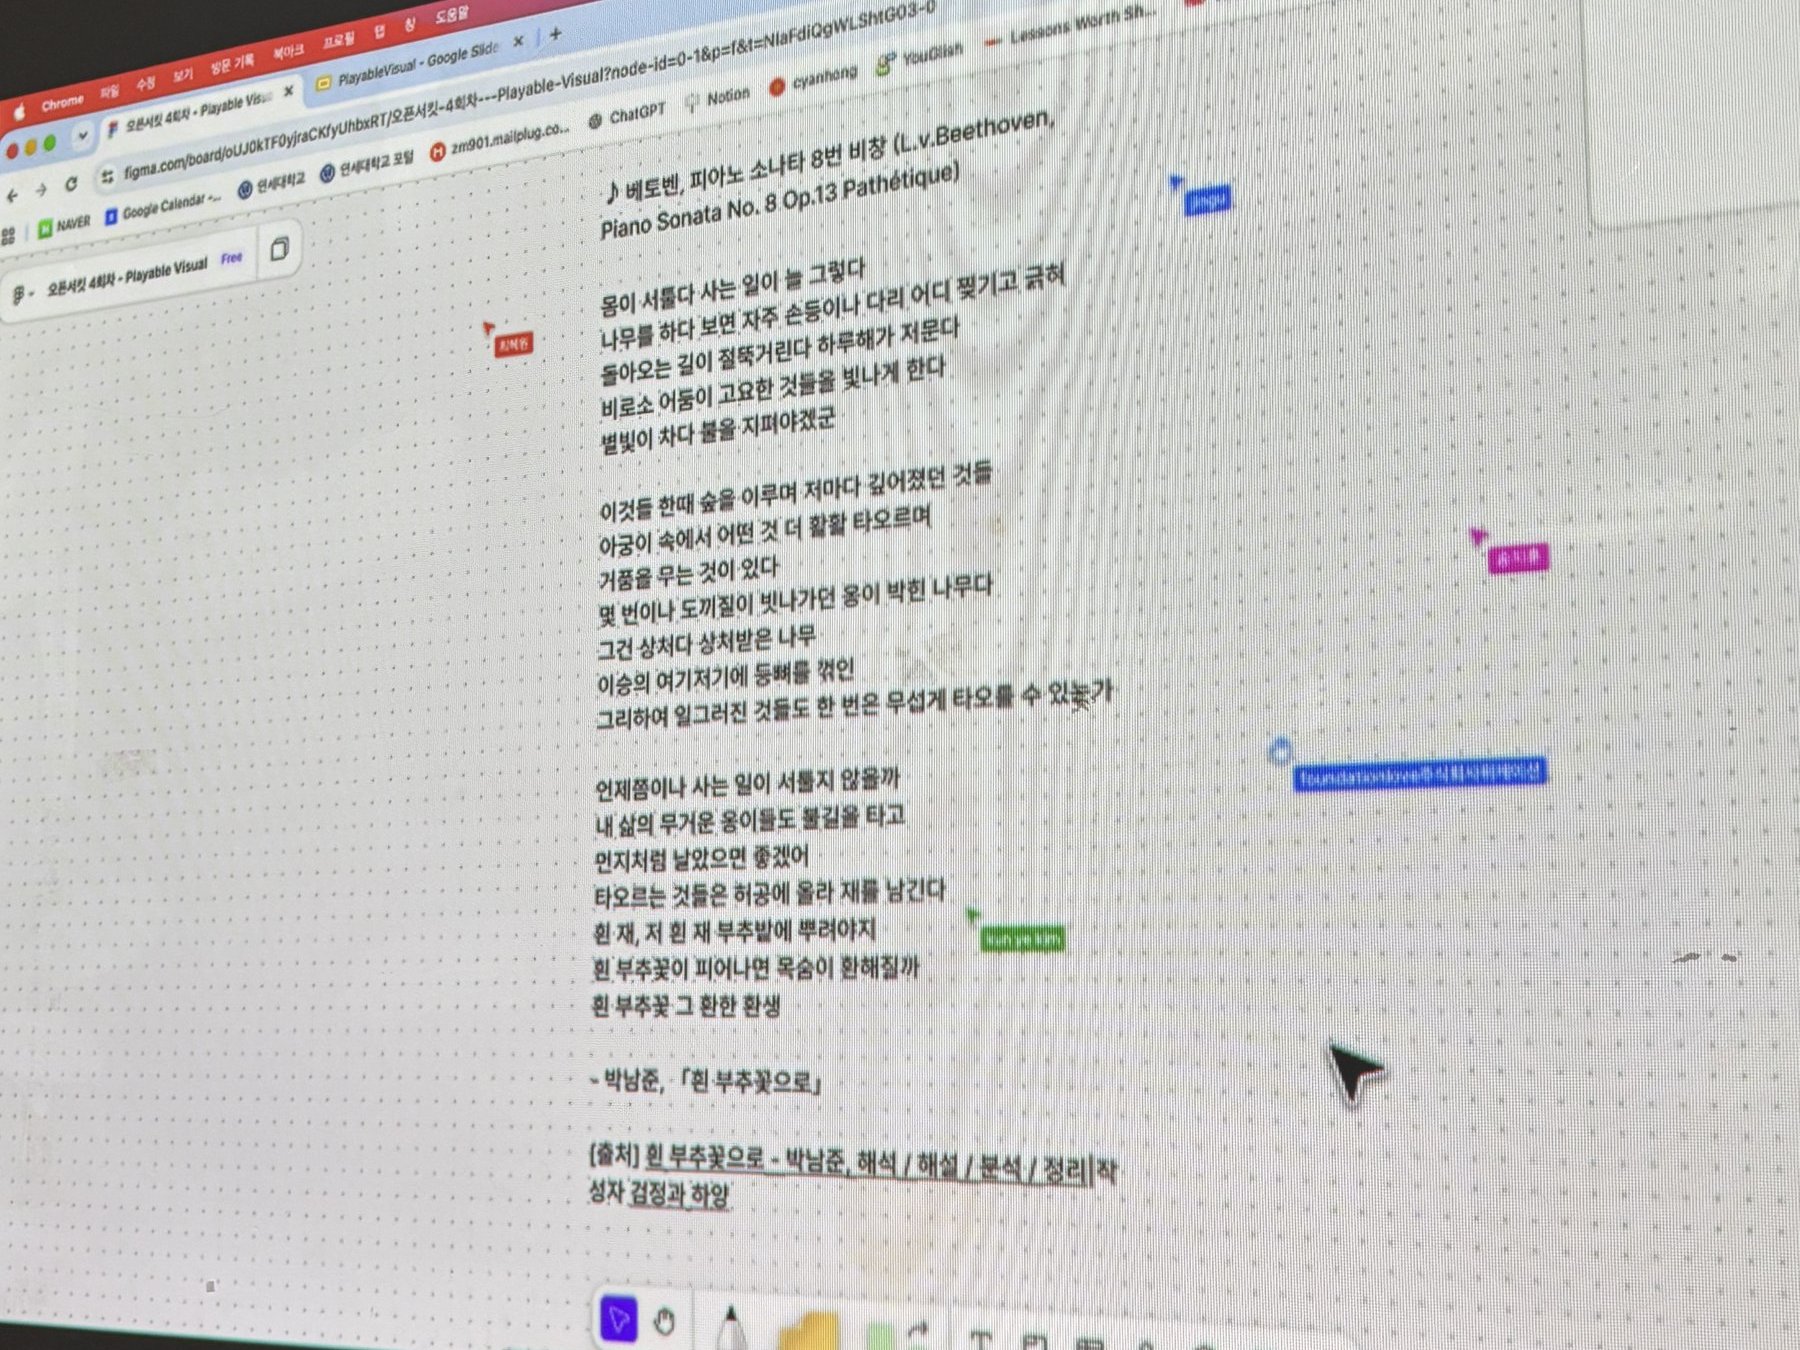 Chrome 파일 수정 보기 방문 기록 북마크 프로필 탭 창 도움말
오픈서킷 4회차 - Playable Vis
PlayableVisual - Google Slide
figma.com/board/oUJ0kTF0yjraCKfyUhbxRT/오픈서킷-4회차---Playable-Visual?node-id=0-1&p=f&t=NIaFdiQgWLShtG03-0
NAVER
Google Calendar -...
연세대학교
연세대학교 포털
zm901.mailplug.co...
ChatGPT
Notion
cyanhong
YouGlish
Lessons Worth Sh...
오픈서킷 4회차 - Playable Visual Free
♪ 베토벤, 피아노 소나타 8번 비창 (L.v.Beethoven,
Piano Sonata No. 8 Op.13 Pathétique)
jingu
몸이 서툴다 사는 일이 늘 그렇다
나무를 하다 보면 자주 손등이나 다리 어디 찢기고 긁혀
돌아오는 길이 절뚝거린다 하루해가 저문다
비로소 어둠이 고요한 것들을 빛나게 한다
별빛이 차다 불을 지펴야겠군
이것들 한때 숲을 이루며 저마다 깊어졌던 것들
아궁이 속에서 어떤 것 더 활활 타오르며
거품을 무는 것이 있다
몇 번이나 도끼질이 빗나가던 옹이 박힌 나무다
그건 상처다 상처받은 나무
이승의 여기저기에 등뼈를 꺾인
그리하여 일그러진 것들도 한 번은 무섭게 타오를 수 있는가
언제쯤이나 사는 일이 서툴지 않을까
내 삶의 무거운 옹이들도 불길을 타고
먼지처럼 날았으면 좋겠어
타오르는 것들은 허공에 올라 재를 남긴다
흰 재, 저 흰 재 부추밭에 뿌려야지
흰 부추꽃이 피어나면 목숨이 환해질까
흰 부추꽃 그 환한 환생
- 박남준, 「흰 부추꽃으로」
[출처] 흰 부추꽃으로 - 박남준, 해석 / 해설 / 분석 / 정리|작
성자 검정과 하양